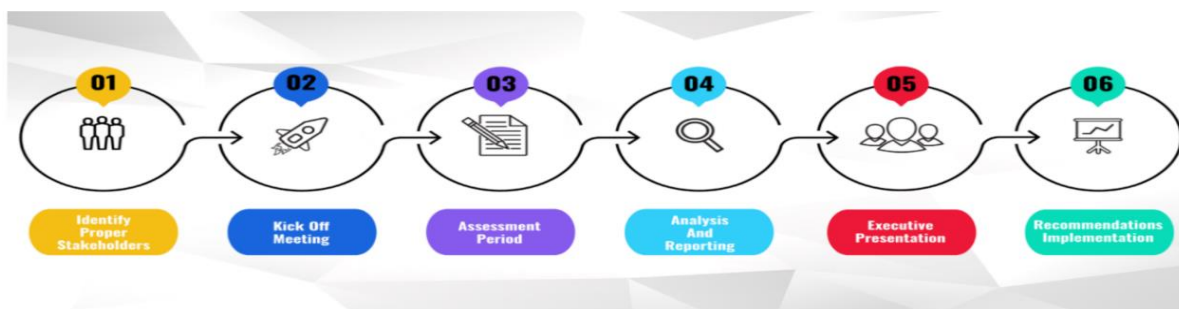 01
02
03
04
05
06
Identify
Proper
Stakeholders
Kick Off
Meeting
Assessment
Period
Analysis
And
Reporting
Executive
Presentation
Recommendations
Implementation